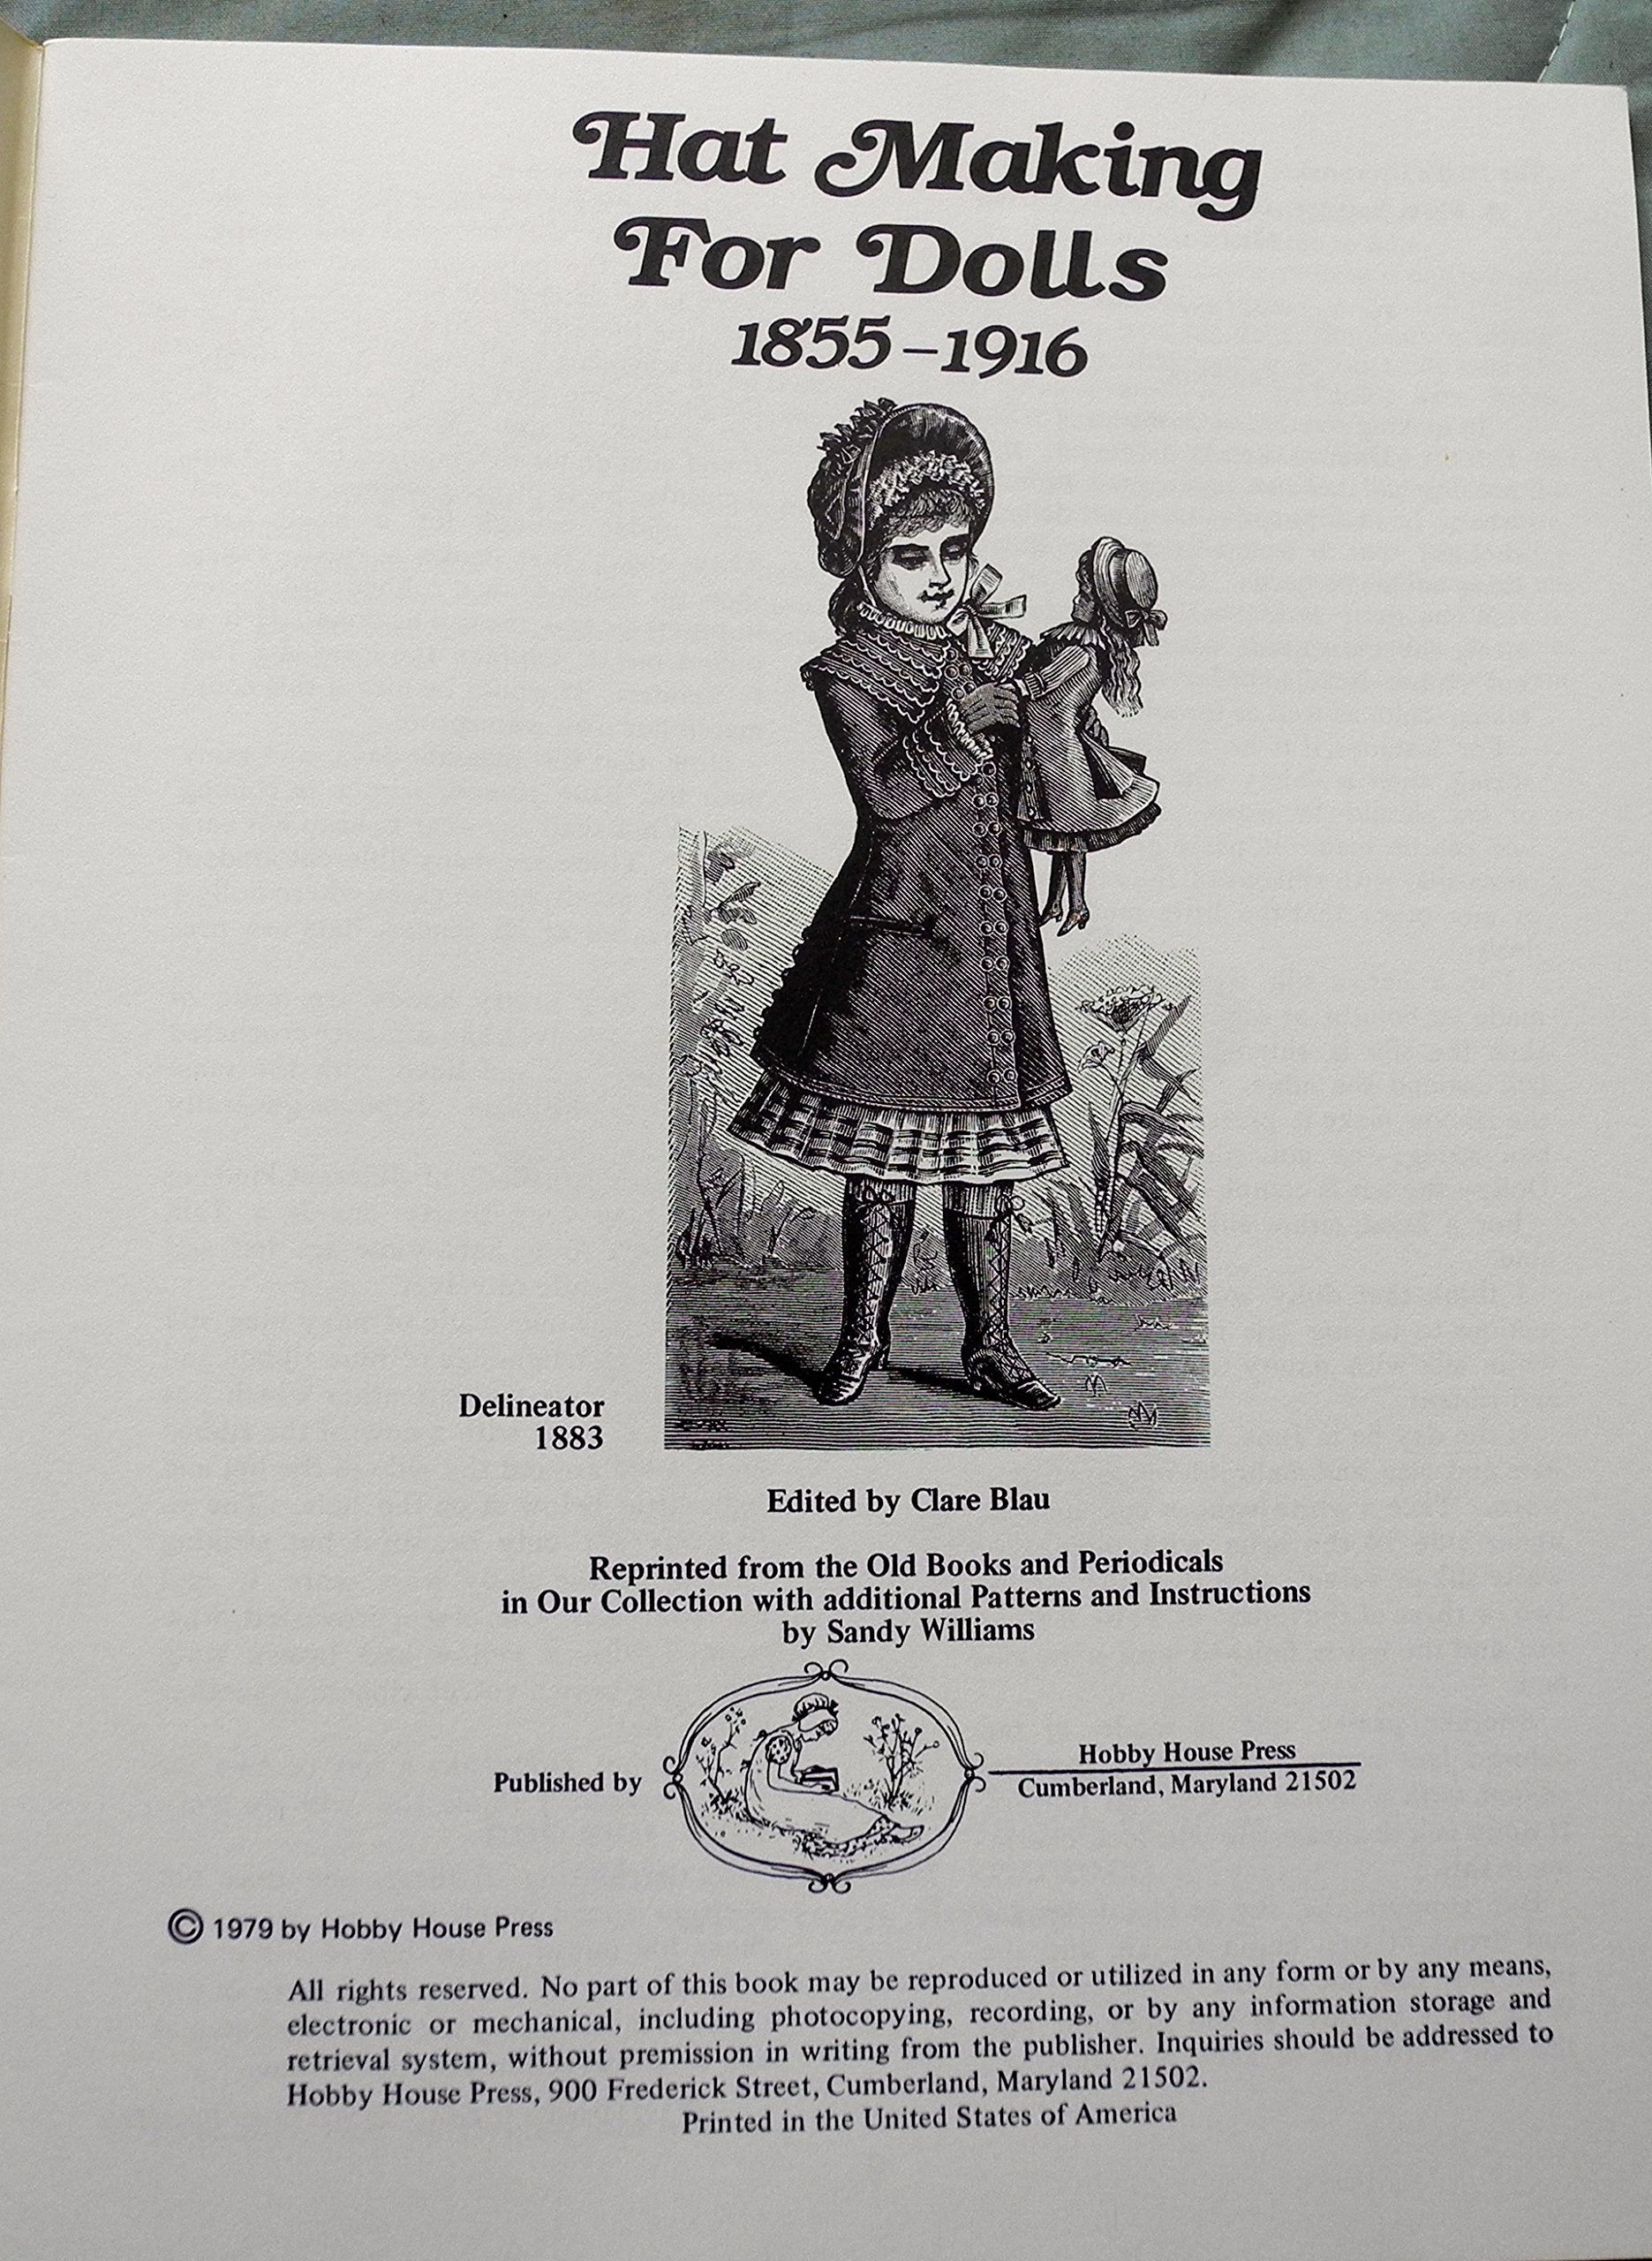 Hat Making
For Dolls
1855–1916
Delineator
1883
Edited by Clare Blau
Reprinted from the Old Books and Periodicals
in Our Collection with additional Patterns and Instructions
by Sandy Williams
Published by
Hobby House Press
Cumberland, Maryland 21502
© 1979 by Hobby House Press
All rights reserved. No part of this book may be reproduced or utilized in any form or by any means,
electronic or mechanical, including photocopying, recording, or by any information storage and
retrieval system, without premission in writing from the publisher. Inquiries should be addressed to
Hobby House Press, 900 Frederick Street, Cumberland, Maryland 21502.
Printed in the United States of America